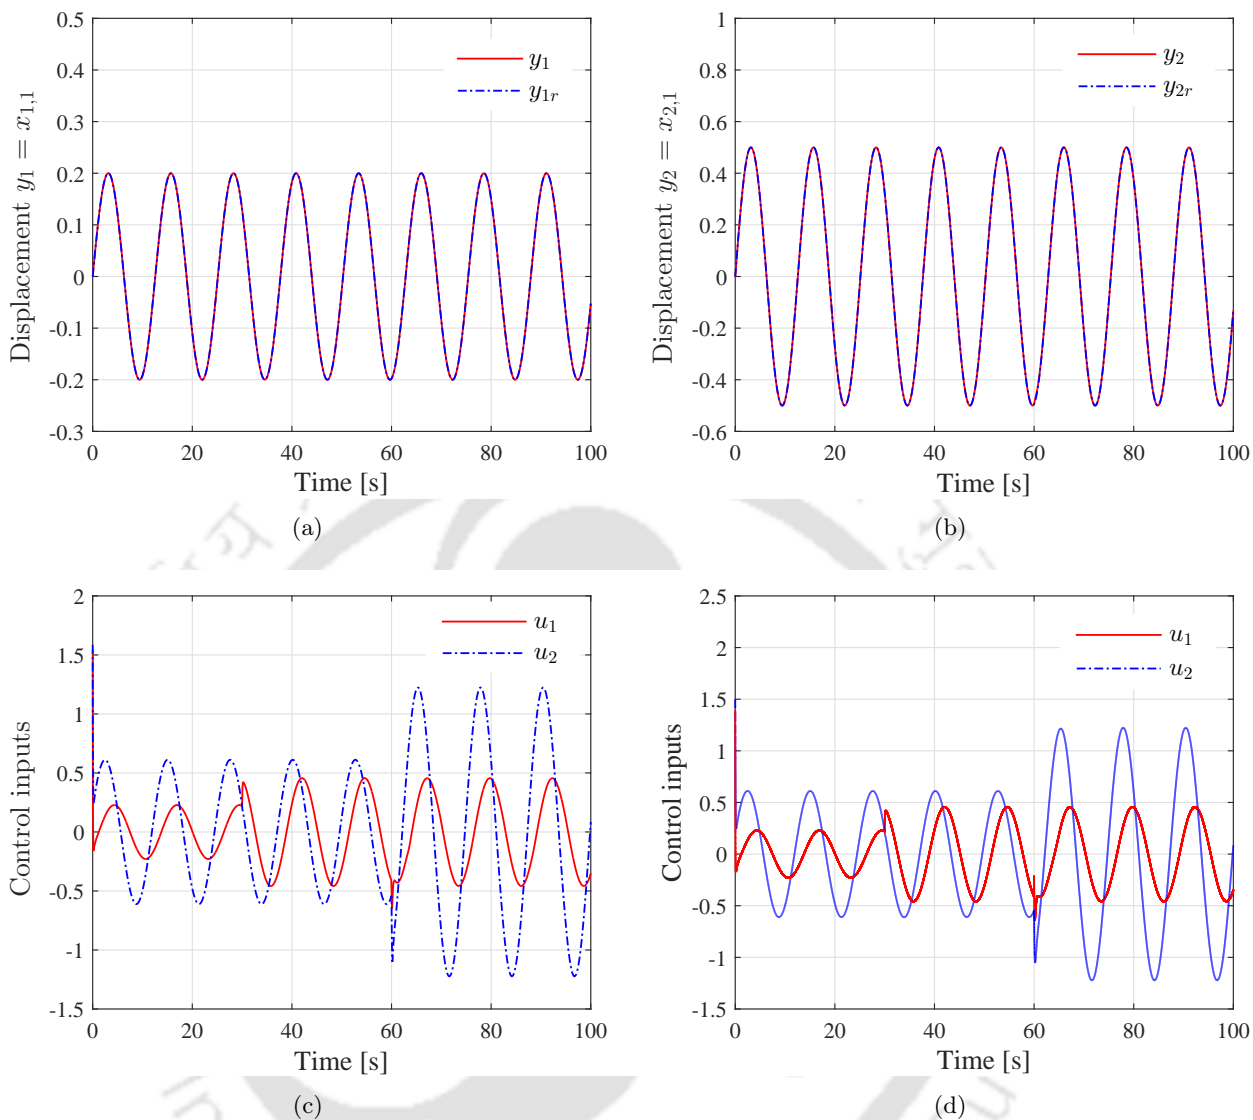 0.5
0.4
0.3
0.2
0.1
0
-0.1
-0.2
-0.3
0 20 40 60 80 100
Displacement y₁ = x₁,₁
Time [s]
y₁
y₁ᵣ
(a)
1
0.8
0.6
0.4
0.2
0
-0.2
-0.4
-0.6
0 20 40 60 80 100
Displacement y₂ = x₂,₁
Time [s]
y₂
y₂ᵣ
(b)
2
1.5
1
0.5
0
-0.5
-1
-1.5
0 20 40 60 80 100
Control inputs
Time [s]
u₁
u₂
(c)
2.5
2
1.5
1
0.5
0
-0.5
-1
-1.5
0 20 40 60 80 100
Control inputs
Time [s]
u₁
u₂
(d)